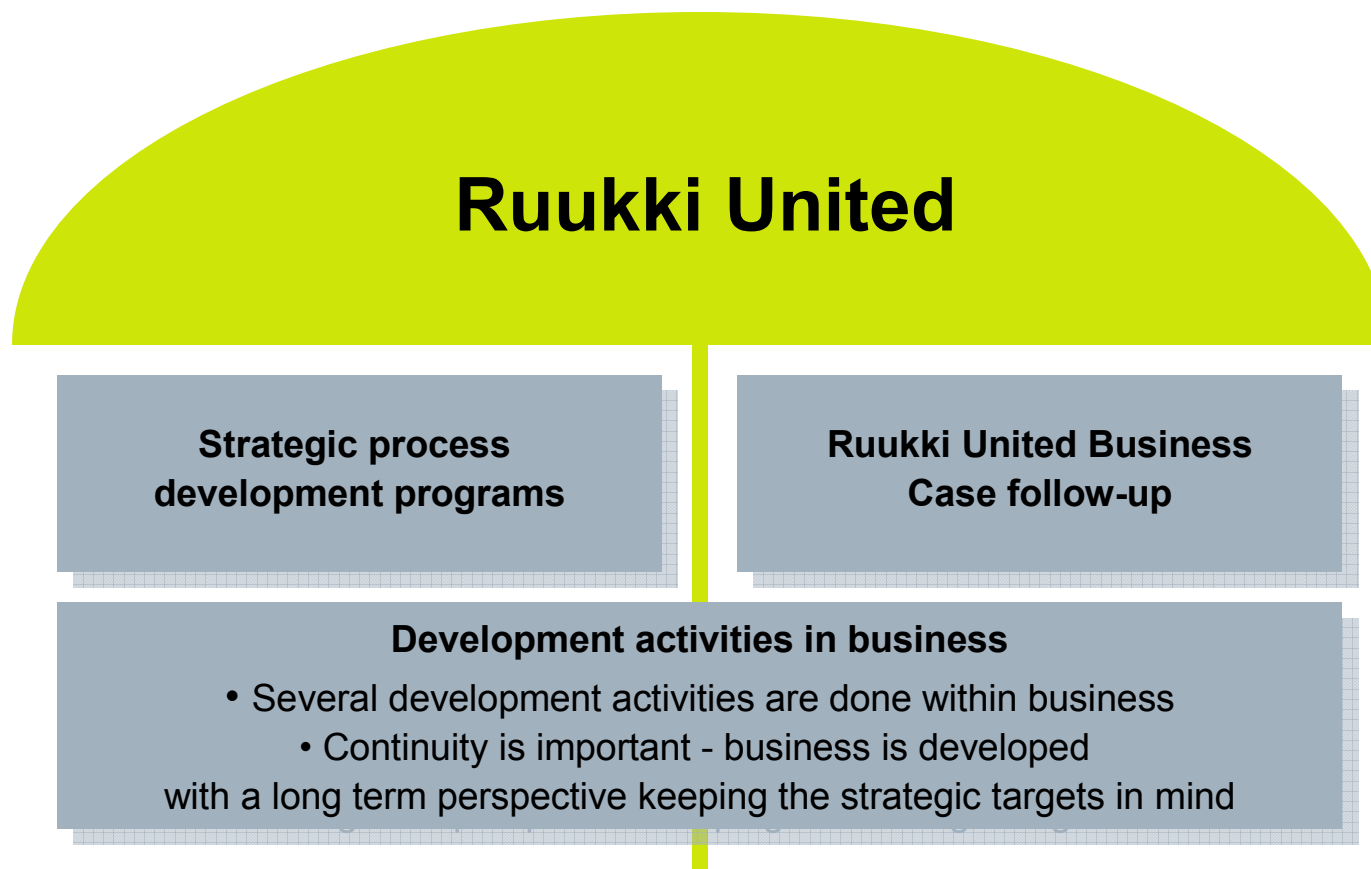 Ruukki United
Strategic process
development programs
Ruukki United Business
Case follow-up
Development activities in business
• Several development activities are done within business
• Continuity is important - business is developed
with a long term perspective keeping the strategic targets in mind